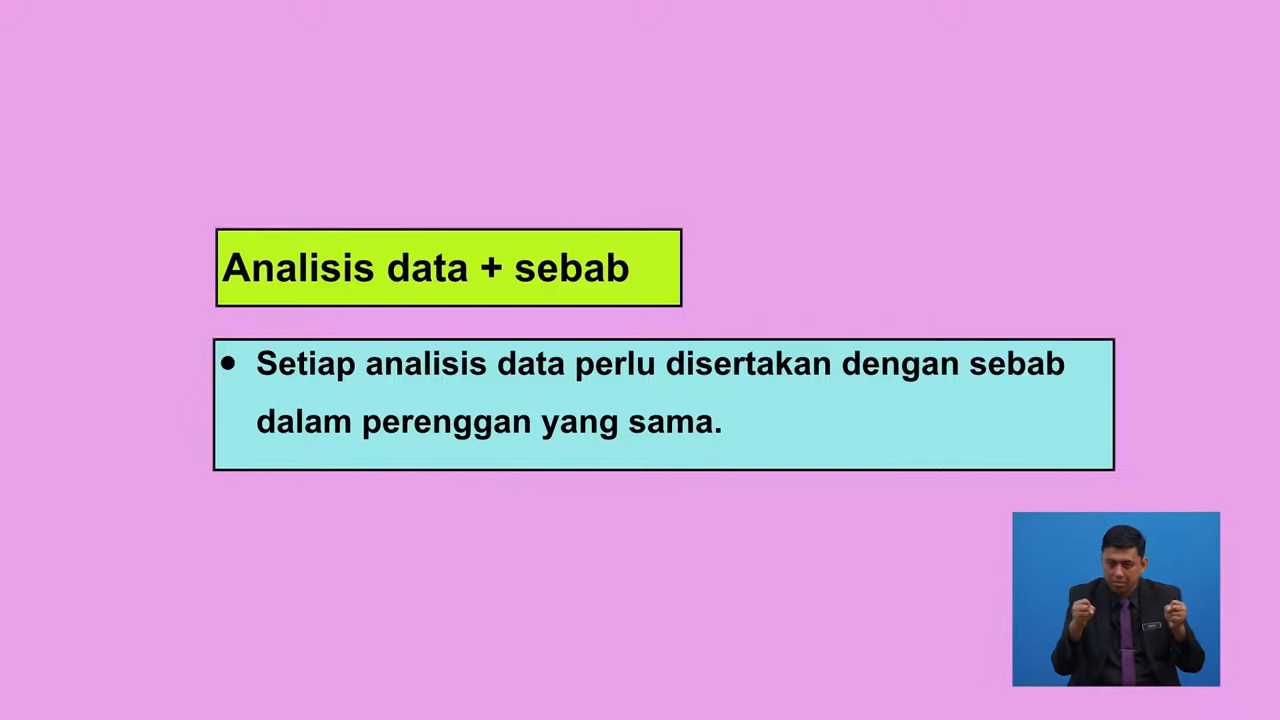 Analisis data + sebab
• Setiap analisis data perlu disertakan dengan sebab
dalam perenggan yang sama.